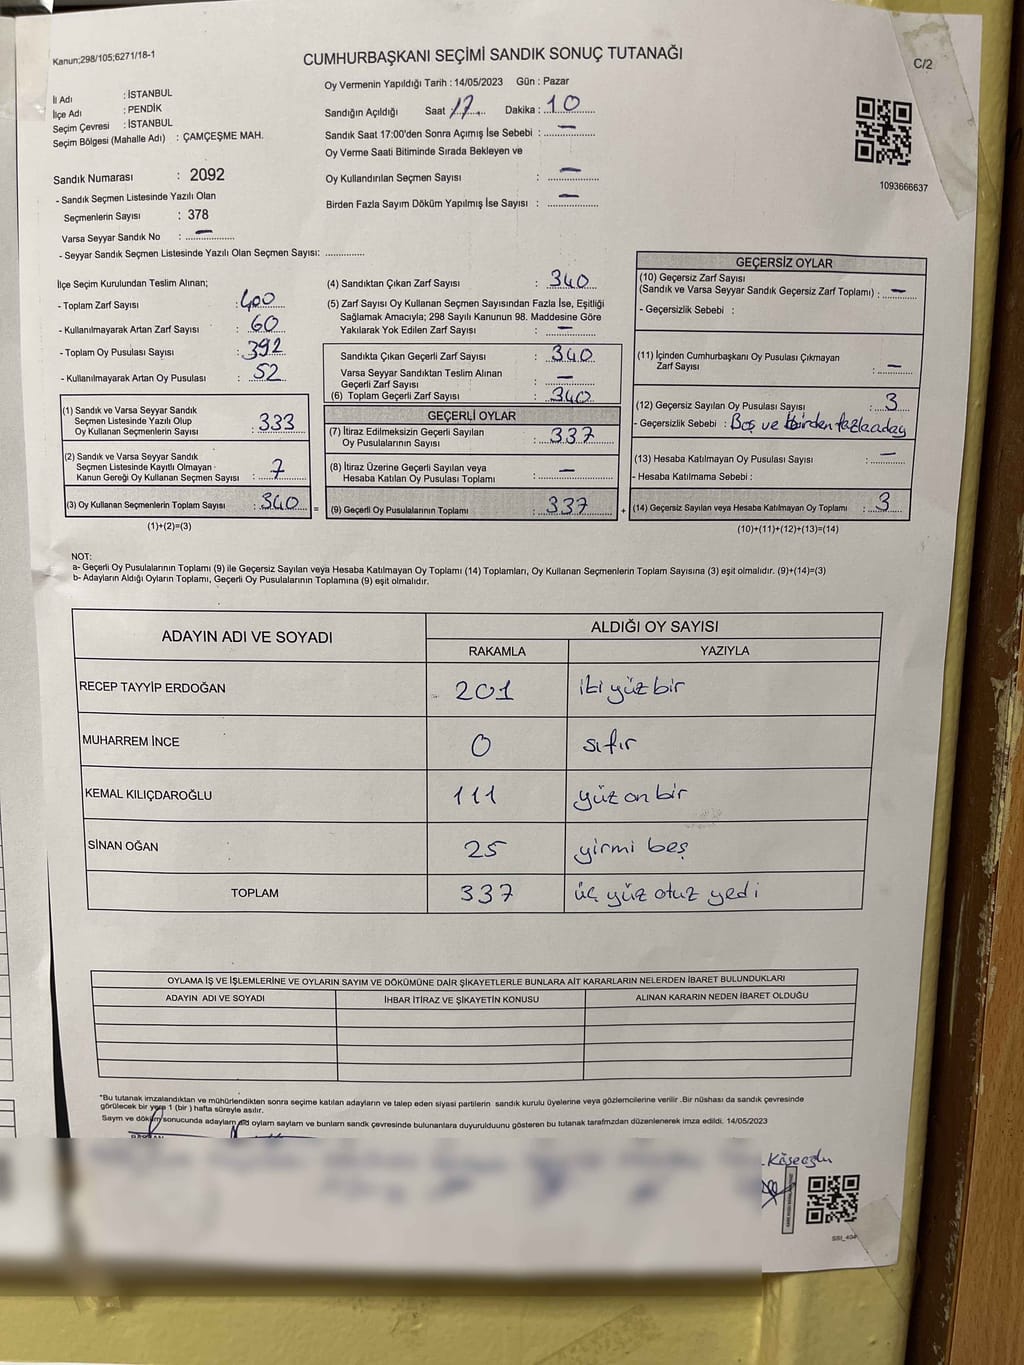 Kanun;298/105;6271/18-1
CUMHURBAŞKANI SEÇİMİ SANDIK SONUÇ TUTANAĞI
C/2
İl Adı : İSTANBUL
İlçe Adı : PENDİK
Seçim Çevresi : İSTANBUL
Seçim Bölgesi (Mahalle Adı) : ÇAMÇEŞME MAH.
Sandık Numarası : 2092
- Sandık Seçmen Listesinde Yazılı Olan
Seçmenlerin Sayısı : 378
Varsa Seyyar Sandık No : —
- Seyyar Sandık Seçmen Listesinde Yazılı Olan Seçmen Sayısı: ..............
Oy Vermenin Yapıldığı Tarih : 14/05/2023 Gün : Pazar
Sandığın Açıldığı Saat 17 Dakika : 10
Sandık Saat 17:00'den Sonra Açımış İse Sebebi : —
Oy Verme Saati Bitiminde Sırada Bekleyen ve
Oy Kullandırılan Seçmen Sayısı : —
Birden Fazla Sayım Döküm Yapılmış İse Sayısı : —
1093666637
İlçe Seçim Kurulundan Teslim Alınan;
- Toplam Zarf Sayısı : 400
- Kullanılmayarak Artan Zarf Sayısı : 60
- Toplam Oy Pusulası Sayısı : 392
- Kullanılmayarak Artan Oy Pusulası : 52
(1) Sandık ve Varsa Seyyar Sandık
Seçmen Listesinde Yazılı Olup
Oy Kullanan Seçmenlerin Sayısı : 333
(2) Sandık ve Varsa Seyyar Sandık
Seçmen Listesinde Kayıtlı Olmayan
Kanun Gereği Oy Kullanan Seçmen Sayısı : 7
(3) Oy Kullanan Seçmenlerin Toplam Sayısı : 340 =
(1)+(2)=(3)
(4) Sandıktan Çıkan Zarf Sayısı : 340
(5) Zarf Sayısı Oy Kullanan Seçmen Sayısından Fazla İse, Eşitliği
Sağlamak Amacıyla; 298 Sayılı Kanunun 98. Maddesine Göre
Yakılarak Yok Edilen Zarf Sayısı : —
Sandıkta Çıkan Geçerli Zarf Sayısı : 340
Varsa Seyyar Sandıktan Teslim Alınan
Geçerli Zarf Sayısı : —
(6) Toplam Geçerli Zarf Sayısı : 340
GEÇERLİ OYLAR
(7) İtiraz Edilmeksizin Geçerli Sayılan
Oy Pusulalarının Sayısı : 337
(8) İtiraz Üzerine Geçerli Sayılan veya
Hesaba Katılan Oy Pusulası Toplamı : —
(9) Geçerli Oy Pusulalarının Toplamı : 337 +
GEÇERSİZ OYLAR
(10) Geçersiz Zarf Sayısı
(Sandık ve Varsa Seyyar Sandık Geçersiz Zarf Toplamı) : —
- Geçersizlik Sebebi :
(11) İçinden Cumhurbaşkanı Oy Pusulası Çıkmayan
Zarf Sayısı : —
(12) Geçersiz Sayılan Oy Pusulası Sayısı : 3
- Geçersizlik Sebebi : Boş ve birden fazla aday
(13) Hesaba Katılmayan Oy Pusulası Sayısı : —
- Hesaba Katılmama Sebebi :
(14) Geçersiz Sayılan veya Hesaba Katılmayan Oy Toplamı : 3
(10)+(11)+(12)+(13)=(14)
NOT:
a- Geçerli Oy Pusulalarının Toplamı (9) ile Geçersiz Sayılan veya Hesaba Katılmayan Oy Toplamı (14) Toplamları, Oy Kullanan Seçmenlerin Toplam Sayısına (3) eşit olmalıdır. (9)+(14)=(3)
b- Adayların Aldığı Oyların Toplamı, Geçerli Oy Pusulalarının Toplamına (9) eşit olmalıdır.
ADAYIN ADI VE SOYADI
ALDIĞI OY SAYISI
RAKAMLA YAZIYLA
RECEP TAYYİP ERDOĞAN 201 iki yüz bir
MUHARREM İNCE 0 sıfır
KEMAL KILIÇDAROĞLU 111 yüz on bir
SİNAN OĞAN 25 yirmi beş
TOPLAM 337 üç yüz otuz yedi
OYLAMA İŞ VE İŞLEMLERİNE VE OYLARIN SAYIM VE DÖKÜMÜNE DAİR ŞİKAYETLERLE BUNLARA AİT KARARLARIN NELERDEN İBARET BULUNDUKLARI
ADAYIN ADI VE SOYADI İHBAR İTİRAZ VE ŞİKAYETİN KONUSU ALINAN KARARIN NEDEN İBARET OLDUĞU
*Bu tutanak imzalandıktan ve mühürlendikten sonra seçime katılan adayların ve talep eden siyasi partilerin sandık kurulu üyelerine veya gözlemcilerine verilir .Bir nüshası da sandık çevresinde
görülecek bir yere 1 (bir ) hafta süreyle asılır.
Sayım ve döküm sonucunda adayların aldı oyların sayları ve bunların sandk çevresinde bulunanlara duyurulduunu gösteren bu tutanak tarafmzdan düzenlenerek imza edildi. 14/05/2023
Köseoğlu